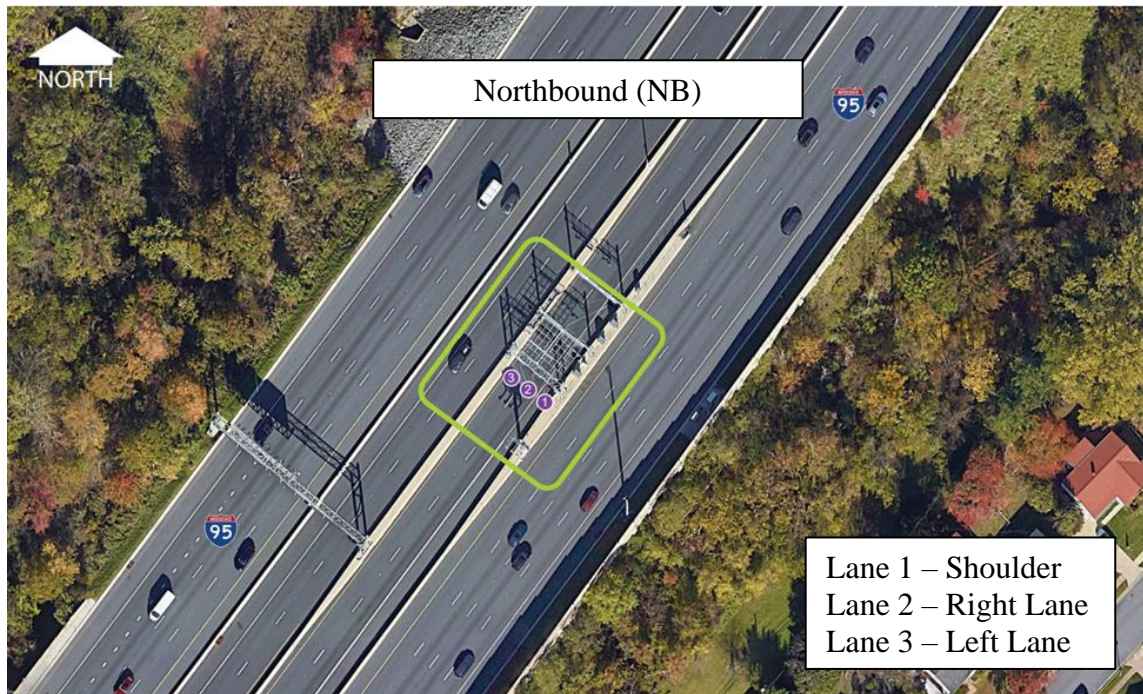 NORTH
Northbound (NB)
95
3
2
1
95
Lane 1 – Shoulder
Lane 2 – Right Lane
Lane 3 – Left Lane